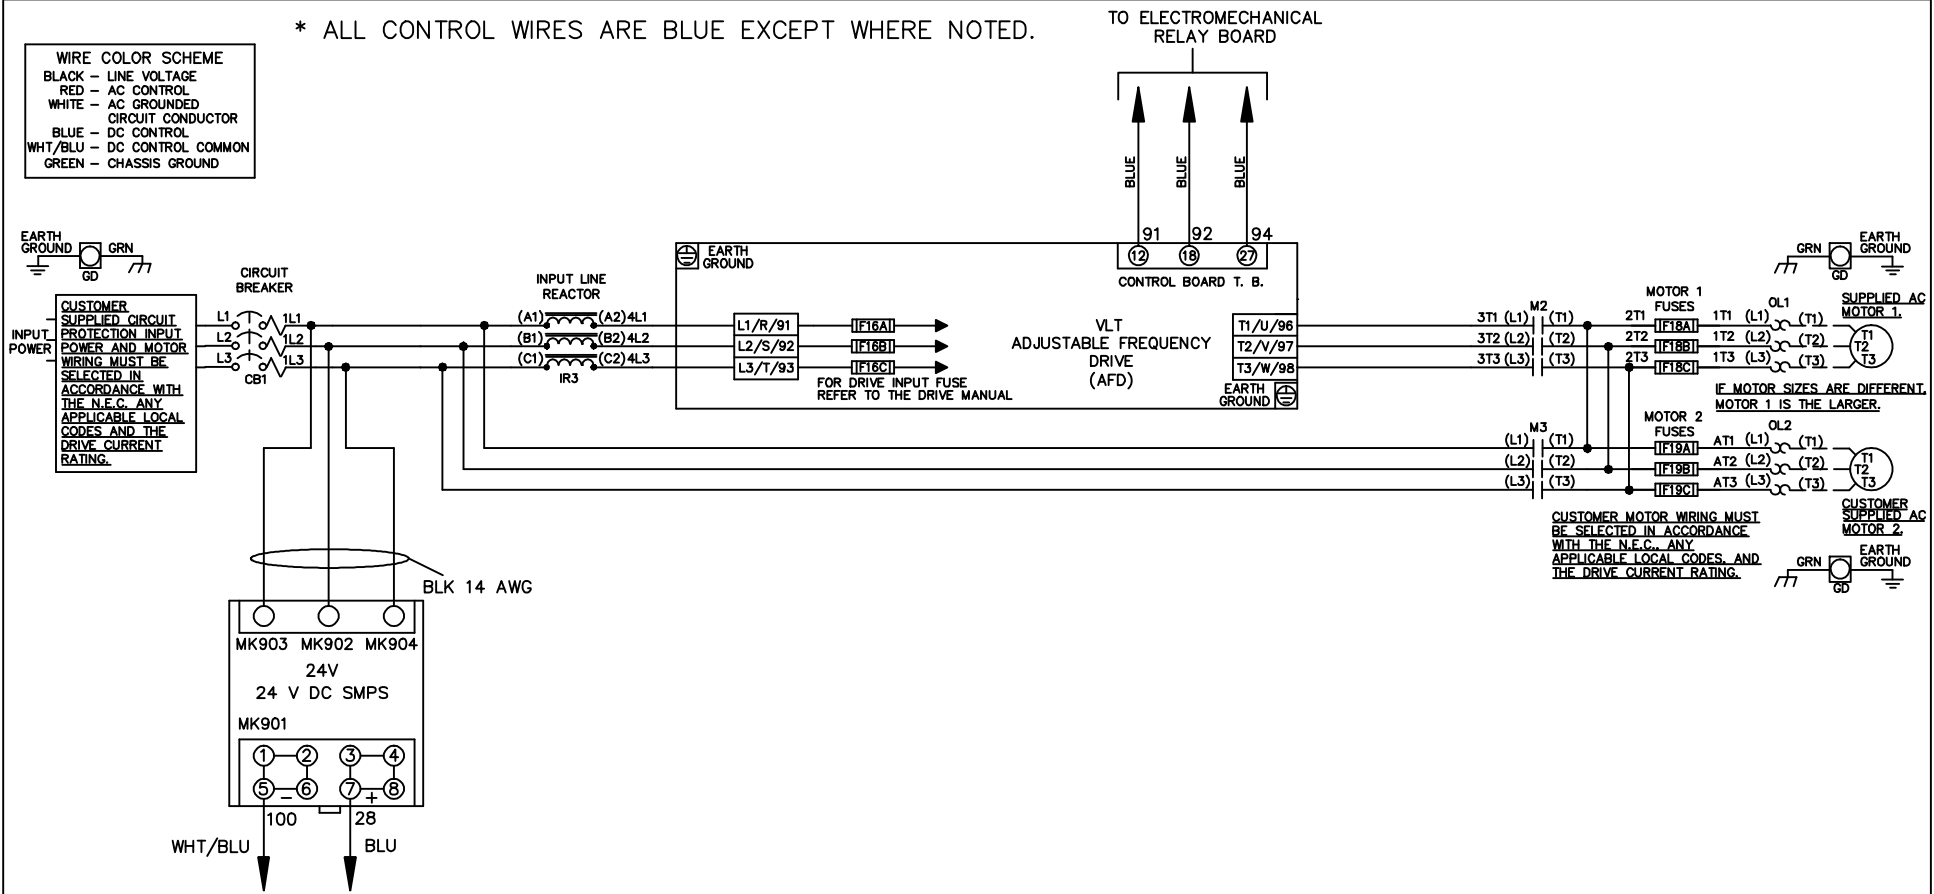 * ALL CONTROL WIRES ARE BLUE EXCEPT WHERE NOTED.
TO ELECTROMECHANICAL
RELAY BOARD
WIRE COLOR SCHEME
BLACK – LINE VOLTAGE
RED – AC CONTROL
WHITE – AC GROUNDED
CIRCUIT CONDUCTOR
BLUE – DC CONTROL
WHT/BLU – DC CONTROL COMMON
GREEN – CHASSIS GROUND
BLUE
BLUE
BLUE
91 92 94
12 18 27
CONTROL BOARD T. B.
EARTH
GROUND
GRN
GD
CIRCUIT
BREAKER
INPUT
POWER
CUSTOMER
SUPPLIED CIRCUIT
PROTECTION INPUT
POWER AND MOTOR
WIRING MUST BE
SELECTED IN
ACCORDANCE WITH
THE N.E.C. ANY
APPLICABLE LOCAL
CODES AND THE
DRIVE CURRENT
RATING.
L1 1L1
L2 1L2
L3 1L3
CB1
INPUT LINE
REACTOR
(A1) (A2)4L1
(B1) (B2)4L2
(C1) (C2)4L3
IR3
EARTH
GROUND
L1/R/91
L2/S/92
L3/T/93
F16A
F16B
F16C
FOR DRIVE INPUT FUSE
REFER TO THE DRIVE MANUAL
VLT
ADJUSTABLE FREQUENCY
DRIVE
(AFD)
T1/U/96
T2/V/97
T3/W/98
EARTH
GROUND
M2
3T1 (L1) (T1)
3T2 (L2) (T2)
3T3 (L3) (T3)
MOTOR 1
FUSES
2T1 F18A 1T1 (L1) (T1)
2T2 F18B 1T2 (L2) (T2)
2T3 F18C 1T3 (L3) (T3)
OL1
GRN
GD
EARTH
GROUND
SUPPLIED AC
MOTOR 1.
T1
T2
T3
IF MOTOR SIZES ARE DIFFERENT,
MOTOR 1 IS THE LARGER.
M3
(L1) (T1)
(L2) (T2)
(L3) (T3)
MOTOR 2
FUSES
F19A AT1 (L1) (T1)
F19B AT2 (L2) (T2)
F19C AT3 (L3) (T3)
OL2
T1
T2
T3
CUSTOMER
SUPPLIED AC
MOTOR 2.
CUSTOMER MOTOR WIRING MUST
BE SELECTED IN ACCORDANCE
WITH THE N.E.C.. ANY
APPLICABLE LOCAL CODES. AND
THE DRIVE CURRENT RATING.
GRN
GD
EARTH
GROUND
BLK 14 AWG
MK903 MK902 MK904
24V
24 V DC SMPS
MK901
1 2 3 4
5 6 7 8
– +
100 28
WHT/BLU BLU